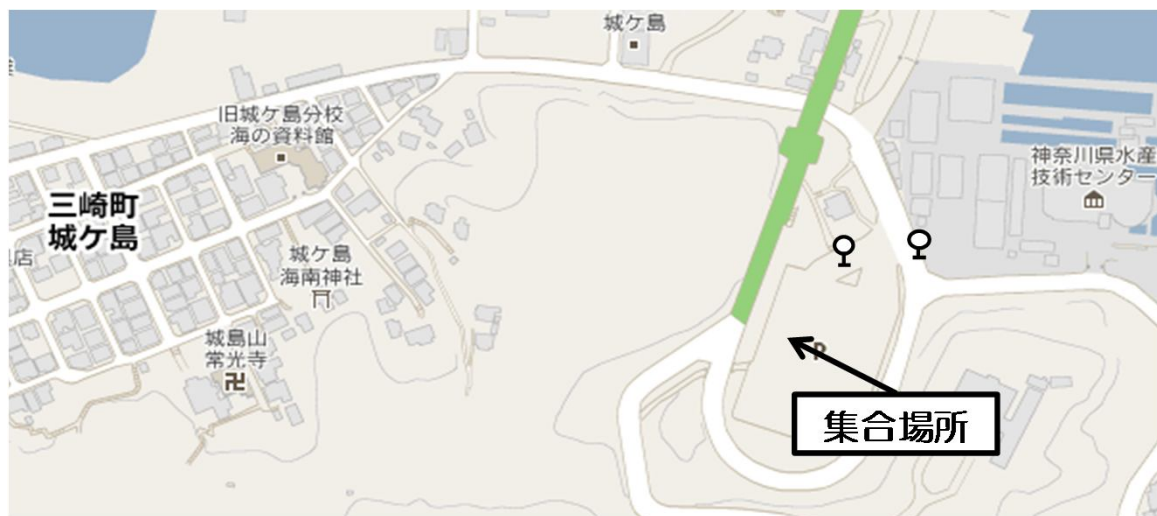 城ケ島
旧城ケ島分校
海の資料館
神奈川県水産
技術センター
三崎町
城ケ島
店
城ケ島
海南神社
城島山
常光寺
卍
P
集合場所